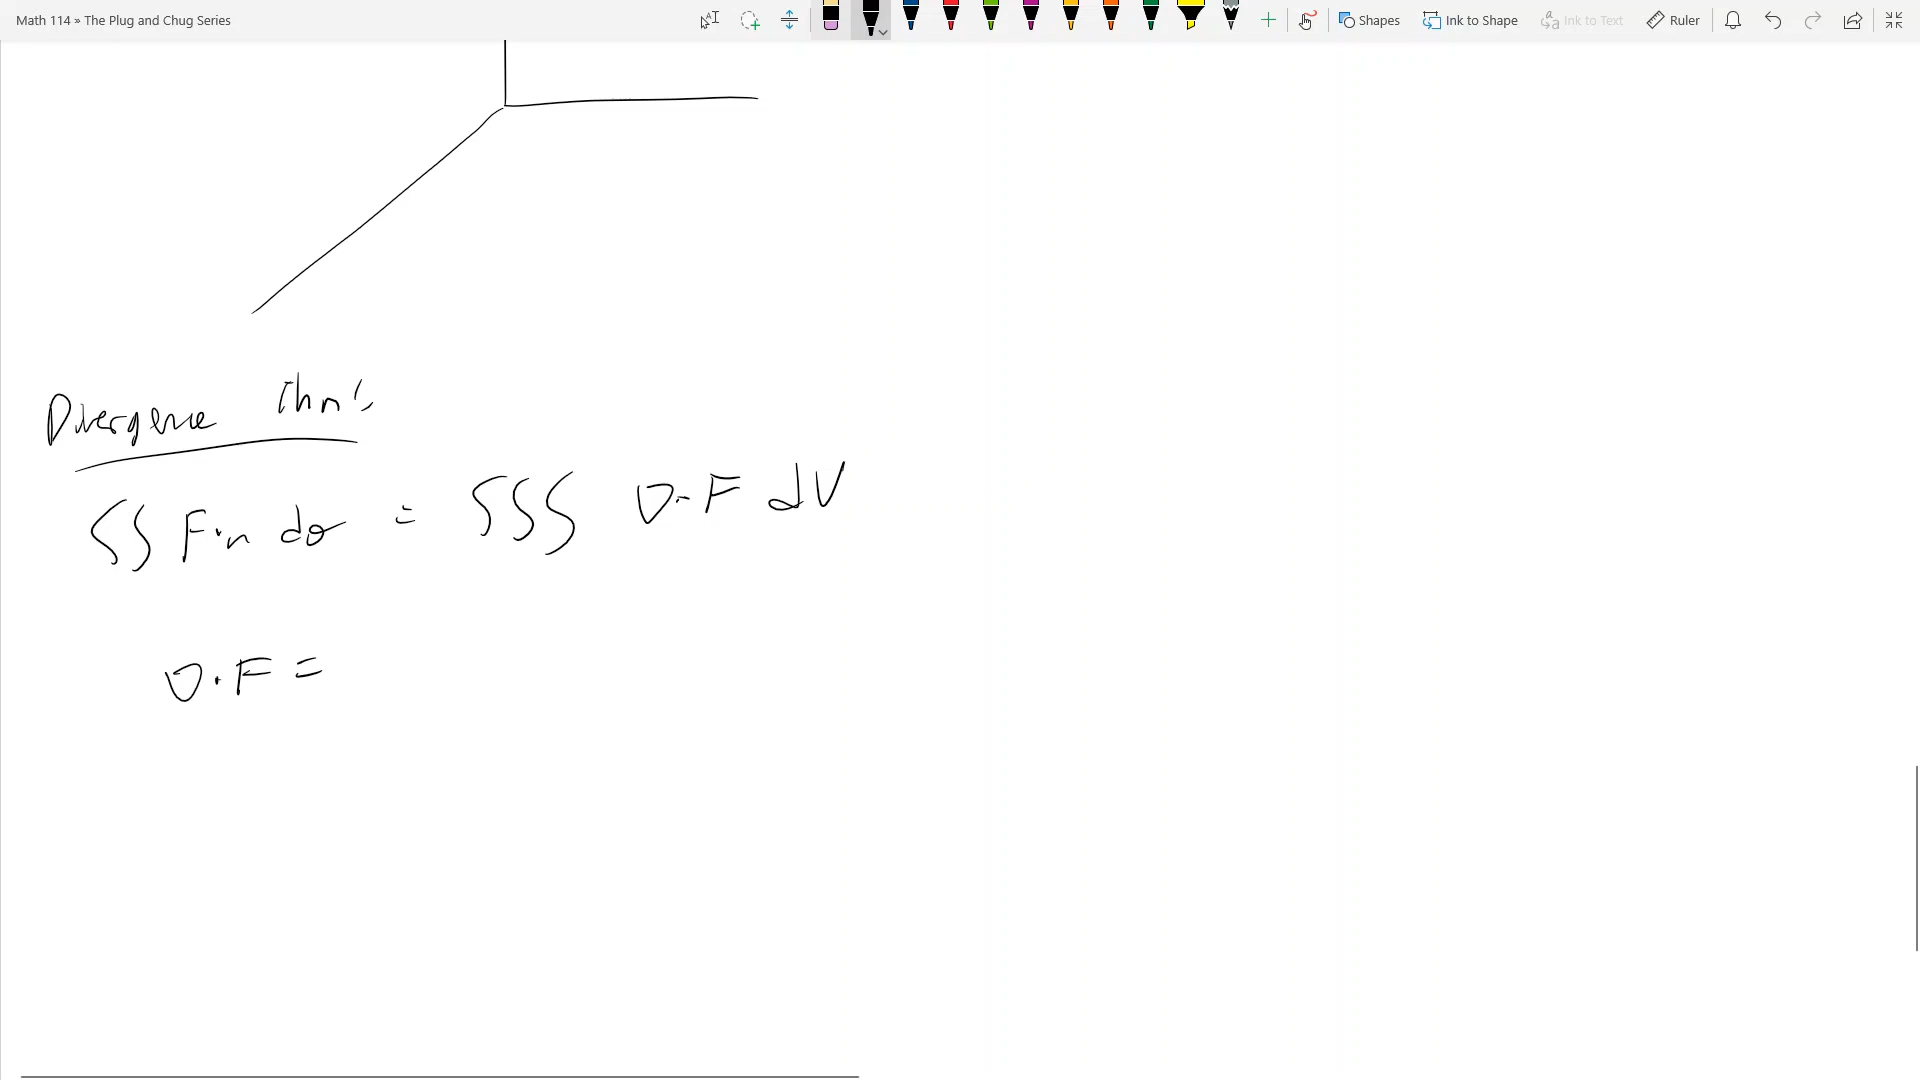 Math 114 » The Plug and Chug Series
Shapes
Ink to Shape
Ink to Text
Ruler
Divergence Thm:
∫∫ F·n dσ = ∫∫∫ ∇·F dV
∇·F =